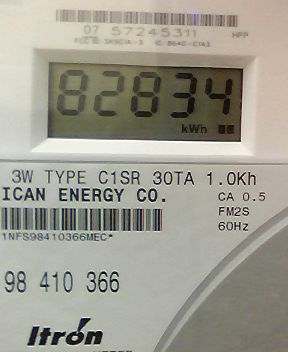 07 57245311 HPP
82834
kWh
3W TYPE C1SR 30TA 1.0Kh
ICAN ENERGY CO. CA 0.5
FM2S
60Hz
1NFS98410366MEC*
98 410 366
Itron